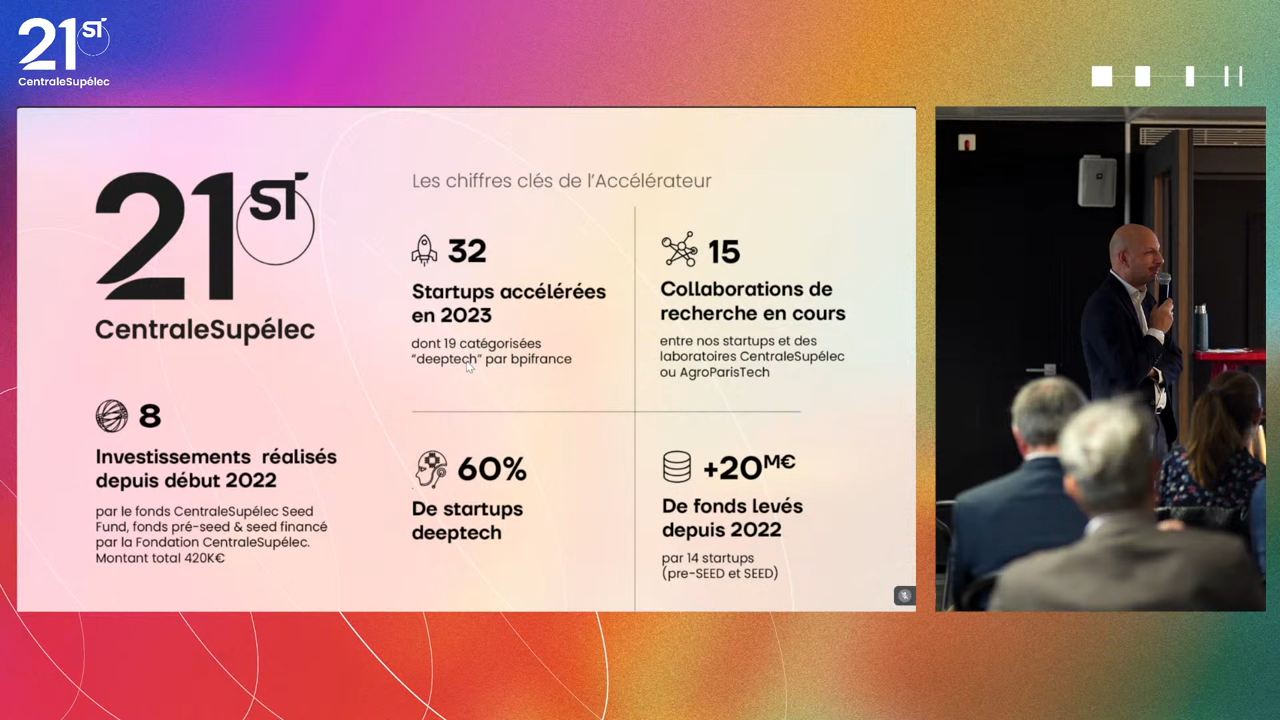 21ST
CentraleSupélec
21ST
CentraleSupélec
8
Investissements réalisés
depuis début 2022
par le fonds CentraleSupélec Seed
Fund, fonds pré-seed & seed financé
par la Fondation CentraleSupélec.
Montant total 420K€
Les chiffres clés de l'Accélérateur
32
Startups accélérées
en 2023
dont 19 catégorisées
“deeptech” par bpifrance
15
Collaborations de
recherche en cours
entre nos startups et des
laboratoires CentraleSupélec
ou AgroParisTech
60%
De startups
deeptech
+20M€
De fonds levés
depuis 2022
par 14 startups
(pre-SEED et SEED)